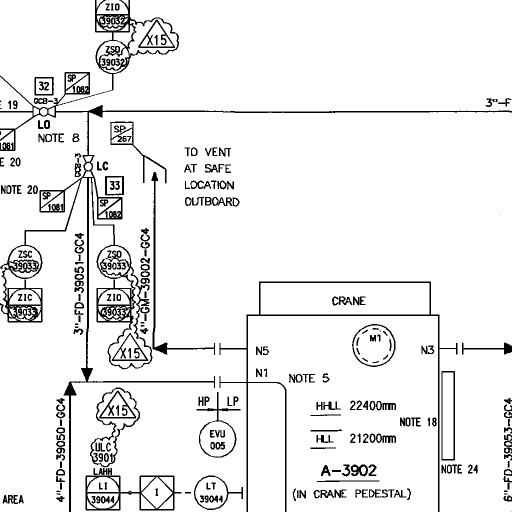 ZIO
39032
X15
ZSO
39032
32
SP
1082
GCB-3
E 19
LO
1081
NOTE 8
3"-F
E 20
SP
267
GCB-3
LC
TO VENT
AT SAFE
LOCATION
OUTBOARD
NOTE 20
33
SP
1081
SP
1082
3"-FD-39051-GC4
4"-GM-39002-GC4
ZSC
39033
ZSO
39033
ZIC
39033
ZIO
39033
X15
CRANE
M1
N5
N3
N1
NOTE 5
HP
LP
X15
EVU
005
HHLL 22400mm
HLL 21200mm
NOTE 18
ULC
3901
A-3902
(IN CRANE PEDESTAL)
NOTE 24
4"-FD-39050-GC4
6"-FD-39053-GC4
LAHH
LI
39044
I
LT
39044
AREA